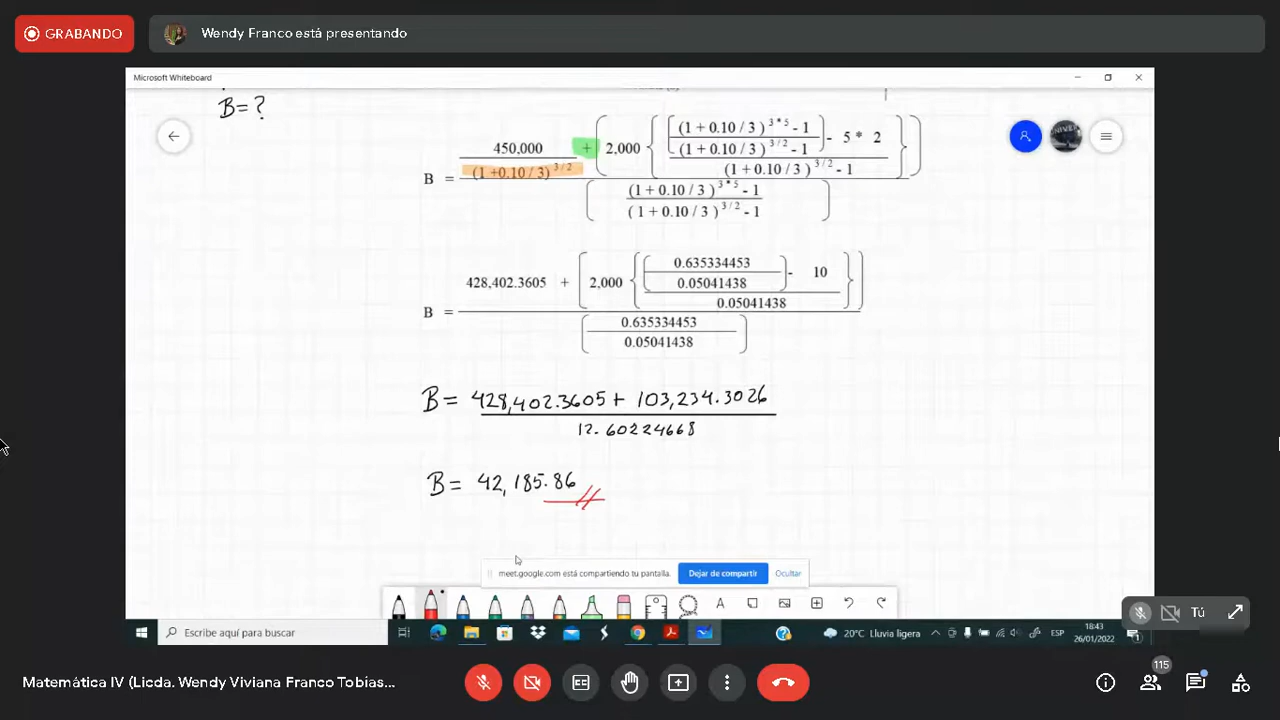 GRABANDO
Wendy Franco está presentando
Microsoft Whiteboard
B = ?
(1 + 0.10 / 3 ) ^3 * 5 - 1
450,000 + 2,000 (1 + 0.10 / 3 ) ^3 / 2 - 1 - 5 * 2
(1 +0.10 / 3) ^3 / 2 (1 + 0.10 / 3 ) ^3 / 2 - 1
B =
(1 + 0.10 / 3 ) ^3 * 5 - 1
( 1 + 0.10 / 3 ) ^3 / 2 - 1
0.635334453 - 10
428,402.3605 + 2,000 0.05041438
0.05041438
B =
0.635334453
0.05041438
B = 428,402.3605 + 103,234.3026
12.60224668
B = 42,185.86
meet.google.com está compartiendo tu pantalla. Dejar de compartir Ocultar
A
Tú
Escribe aquí para buscar
20°C Lluvia ligera
ESP
18:43
26/01/2022
Matemática IV (Licda. Wendy Viviana Franco Tobias...
115